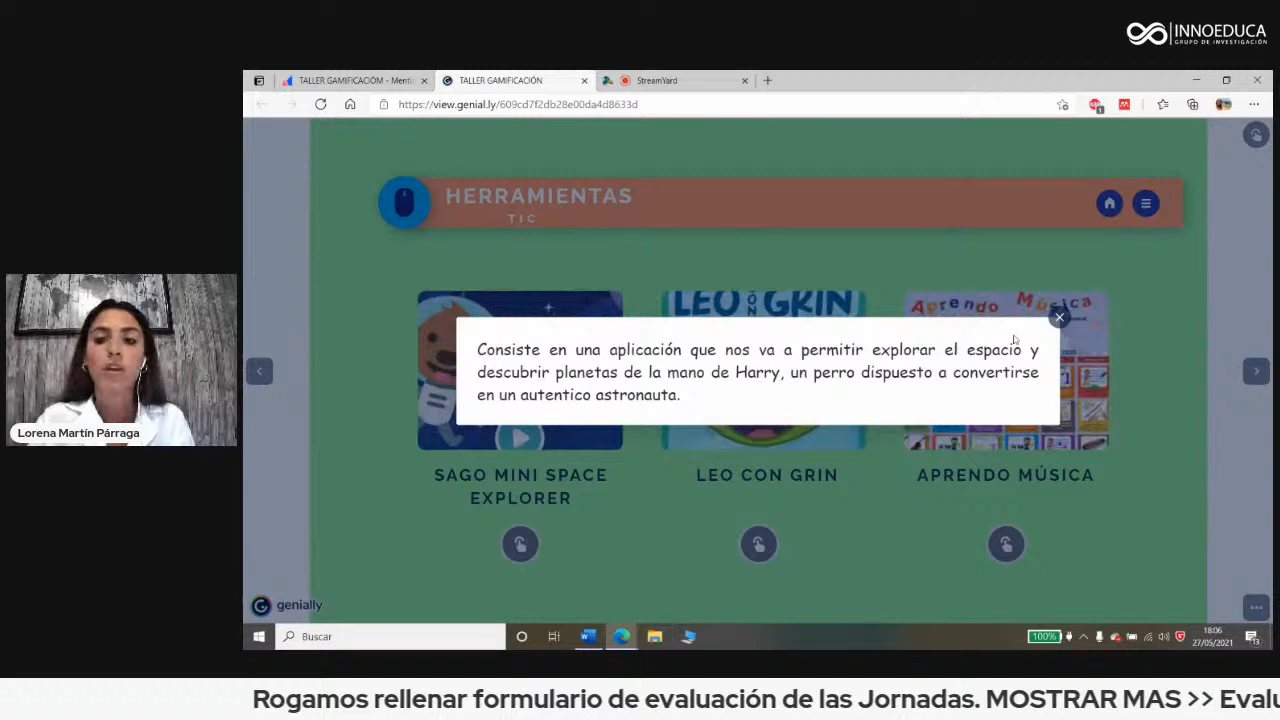 INNOEDUCA
GRUPO DE INVESTIGACIÓN
TALLER GAMIFICACIÓM - Menti
TALLER GAMIFICACIÓN
StreamYard
https://view.genial.ly/609cd7f2db28e00da4d8633d
HERRAMIENTAS
TIC
LEO CON GRIN
Aprendo Música
Consiste en una aplicación que nos va a permitir explorar el espacio y
descubrir planetas de la mano de Harry, un perro dispuesto a convertirse
en un autentico astronauta.
Lorena Martín Párraga
SAGO MINI SPACE
EXPLORER
LEO CON GRIN
APRENDO MÚSICA
genially
Buscar
100%
18:06
27/05/2021
Rogamos rellenar formulario de evaluación de las Jornadas. MOSTRAR MAS >> Evalu